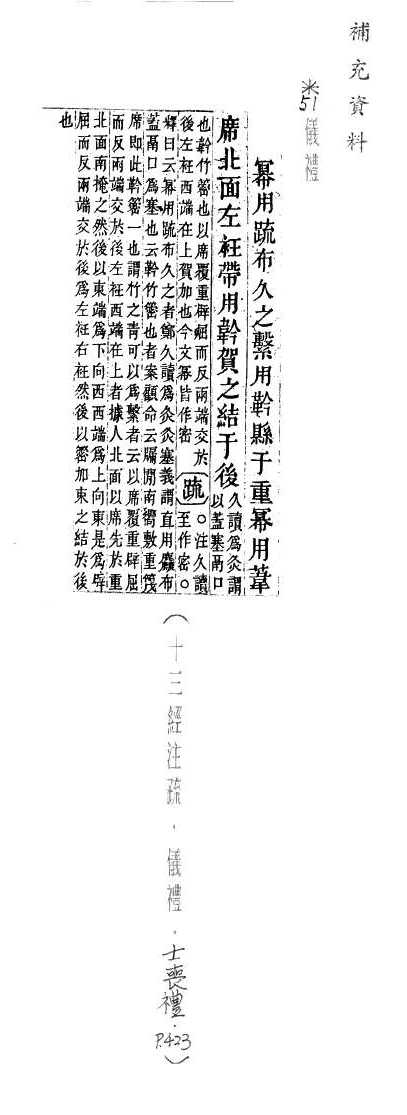 補充資料
※51 儀禮
冪用疏布久之繫用靲縣于重冪用葦
席北面左衽帶用靲賀之結于後
久讀爲灸謂
以蓋塞鬲口
也靲竹䈼也以席覆重辟屈而反兩端交於
後左衽西端在上賀加也今文冪皆作密
疏
○注久讀
至作密○
釋曰云冪用疏布久之者鄭久讀爲灸灸塞義謂直用麤布
蓋鬲口爲塞也云靲竹䈼也者案顧命云牖閒南嚮敷重篾
席即此靲䈼一也謂竹之青可以爲繫者云以席覆重辟屈
而反兩端交於後左衽西端在上者據人北面以席先於重
北面南掩之然後以東端爲下向西西端爲上向東是爲辟
屈而反兩端交於後爲左衽右衽然後以䈼加束之結於後
也
（十三經注疏．儀禮．士喪禮．P.423）